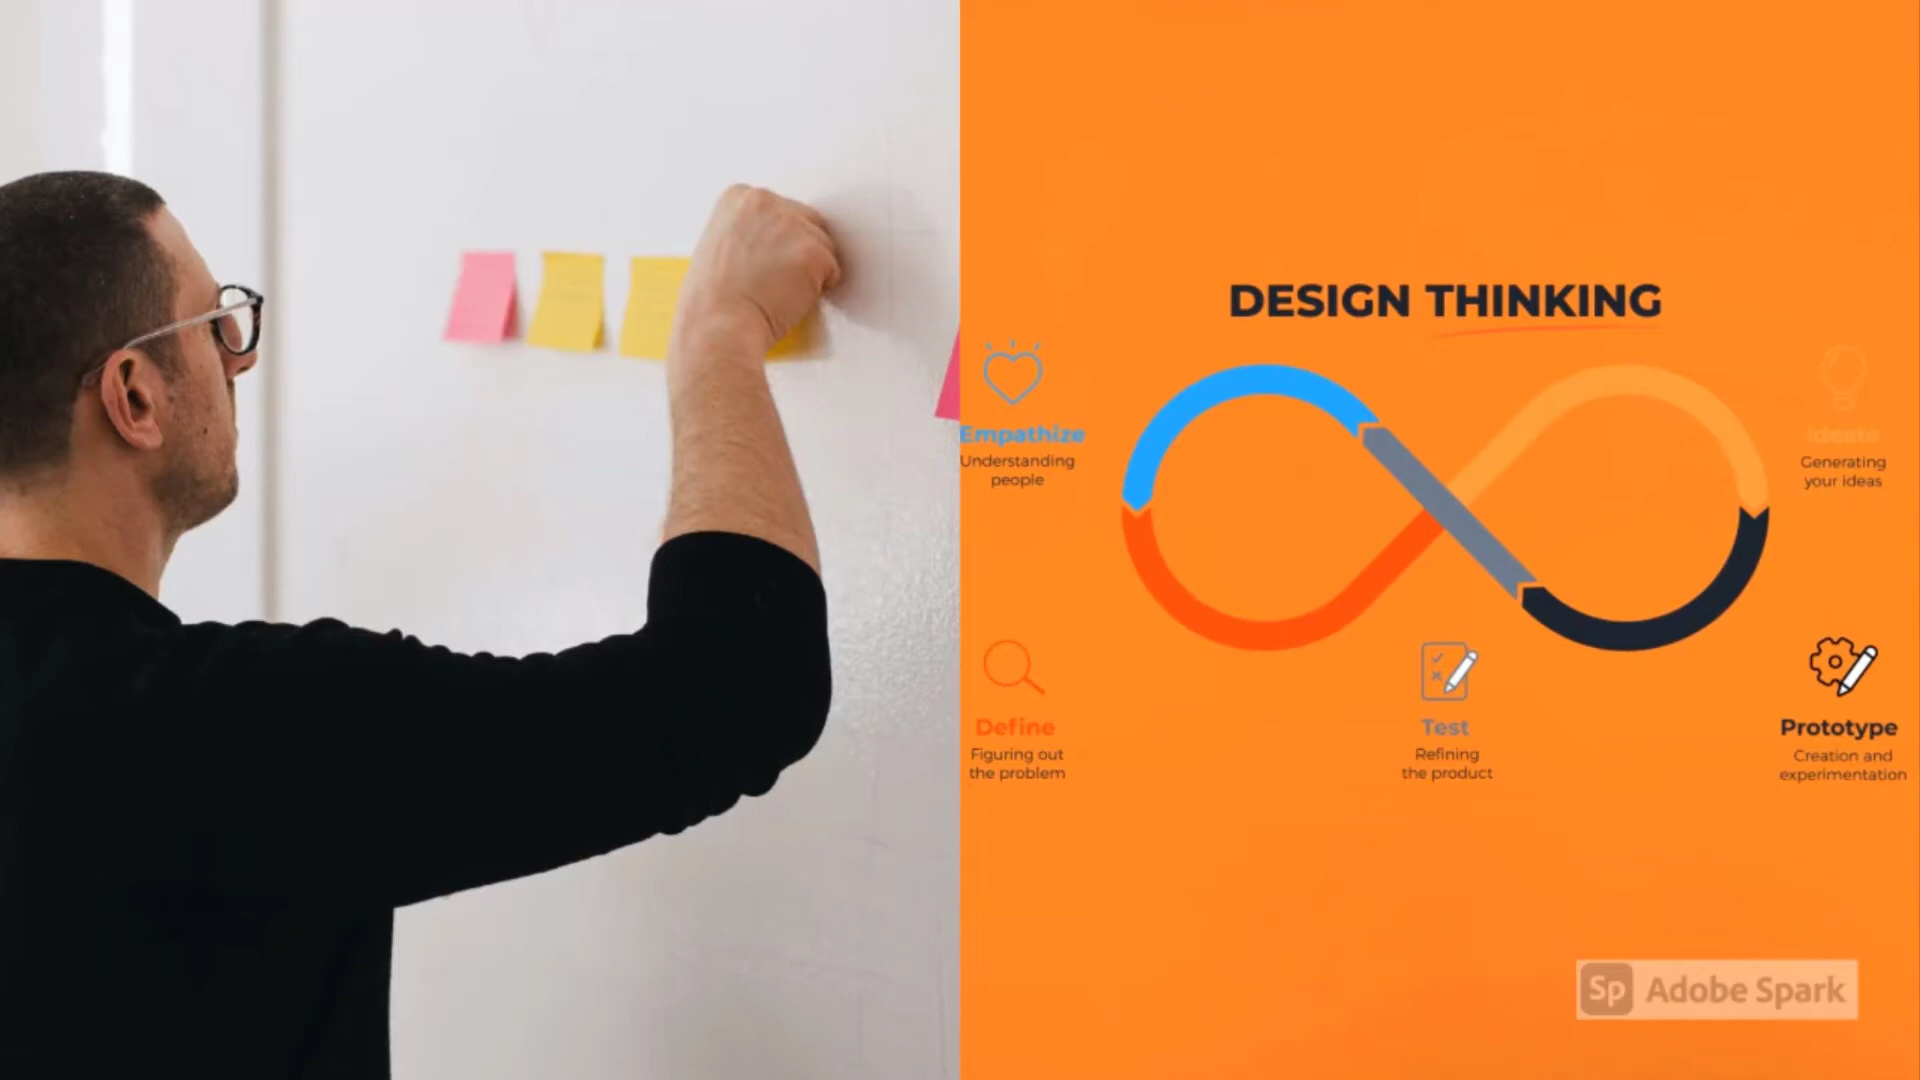 DESIGN THINKING
Empathize
Understanding
people
Ideate
Generating
your ideas
Define
Figuring out
the problem
Test
Refining
the product
Prototype
Creation and
experimentation
Sp Adobe Spark